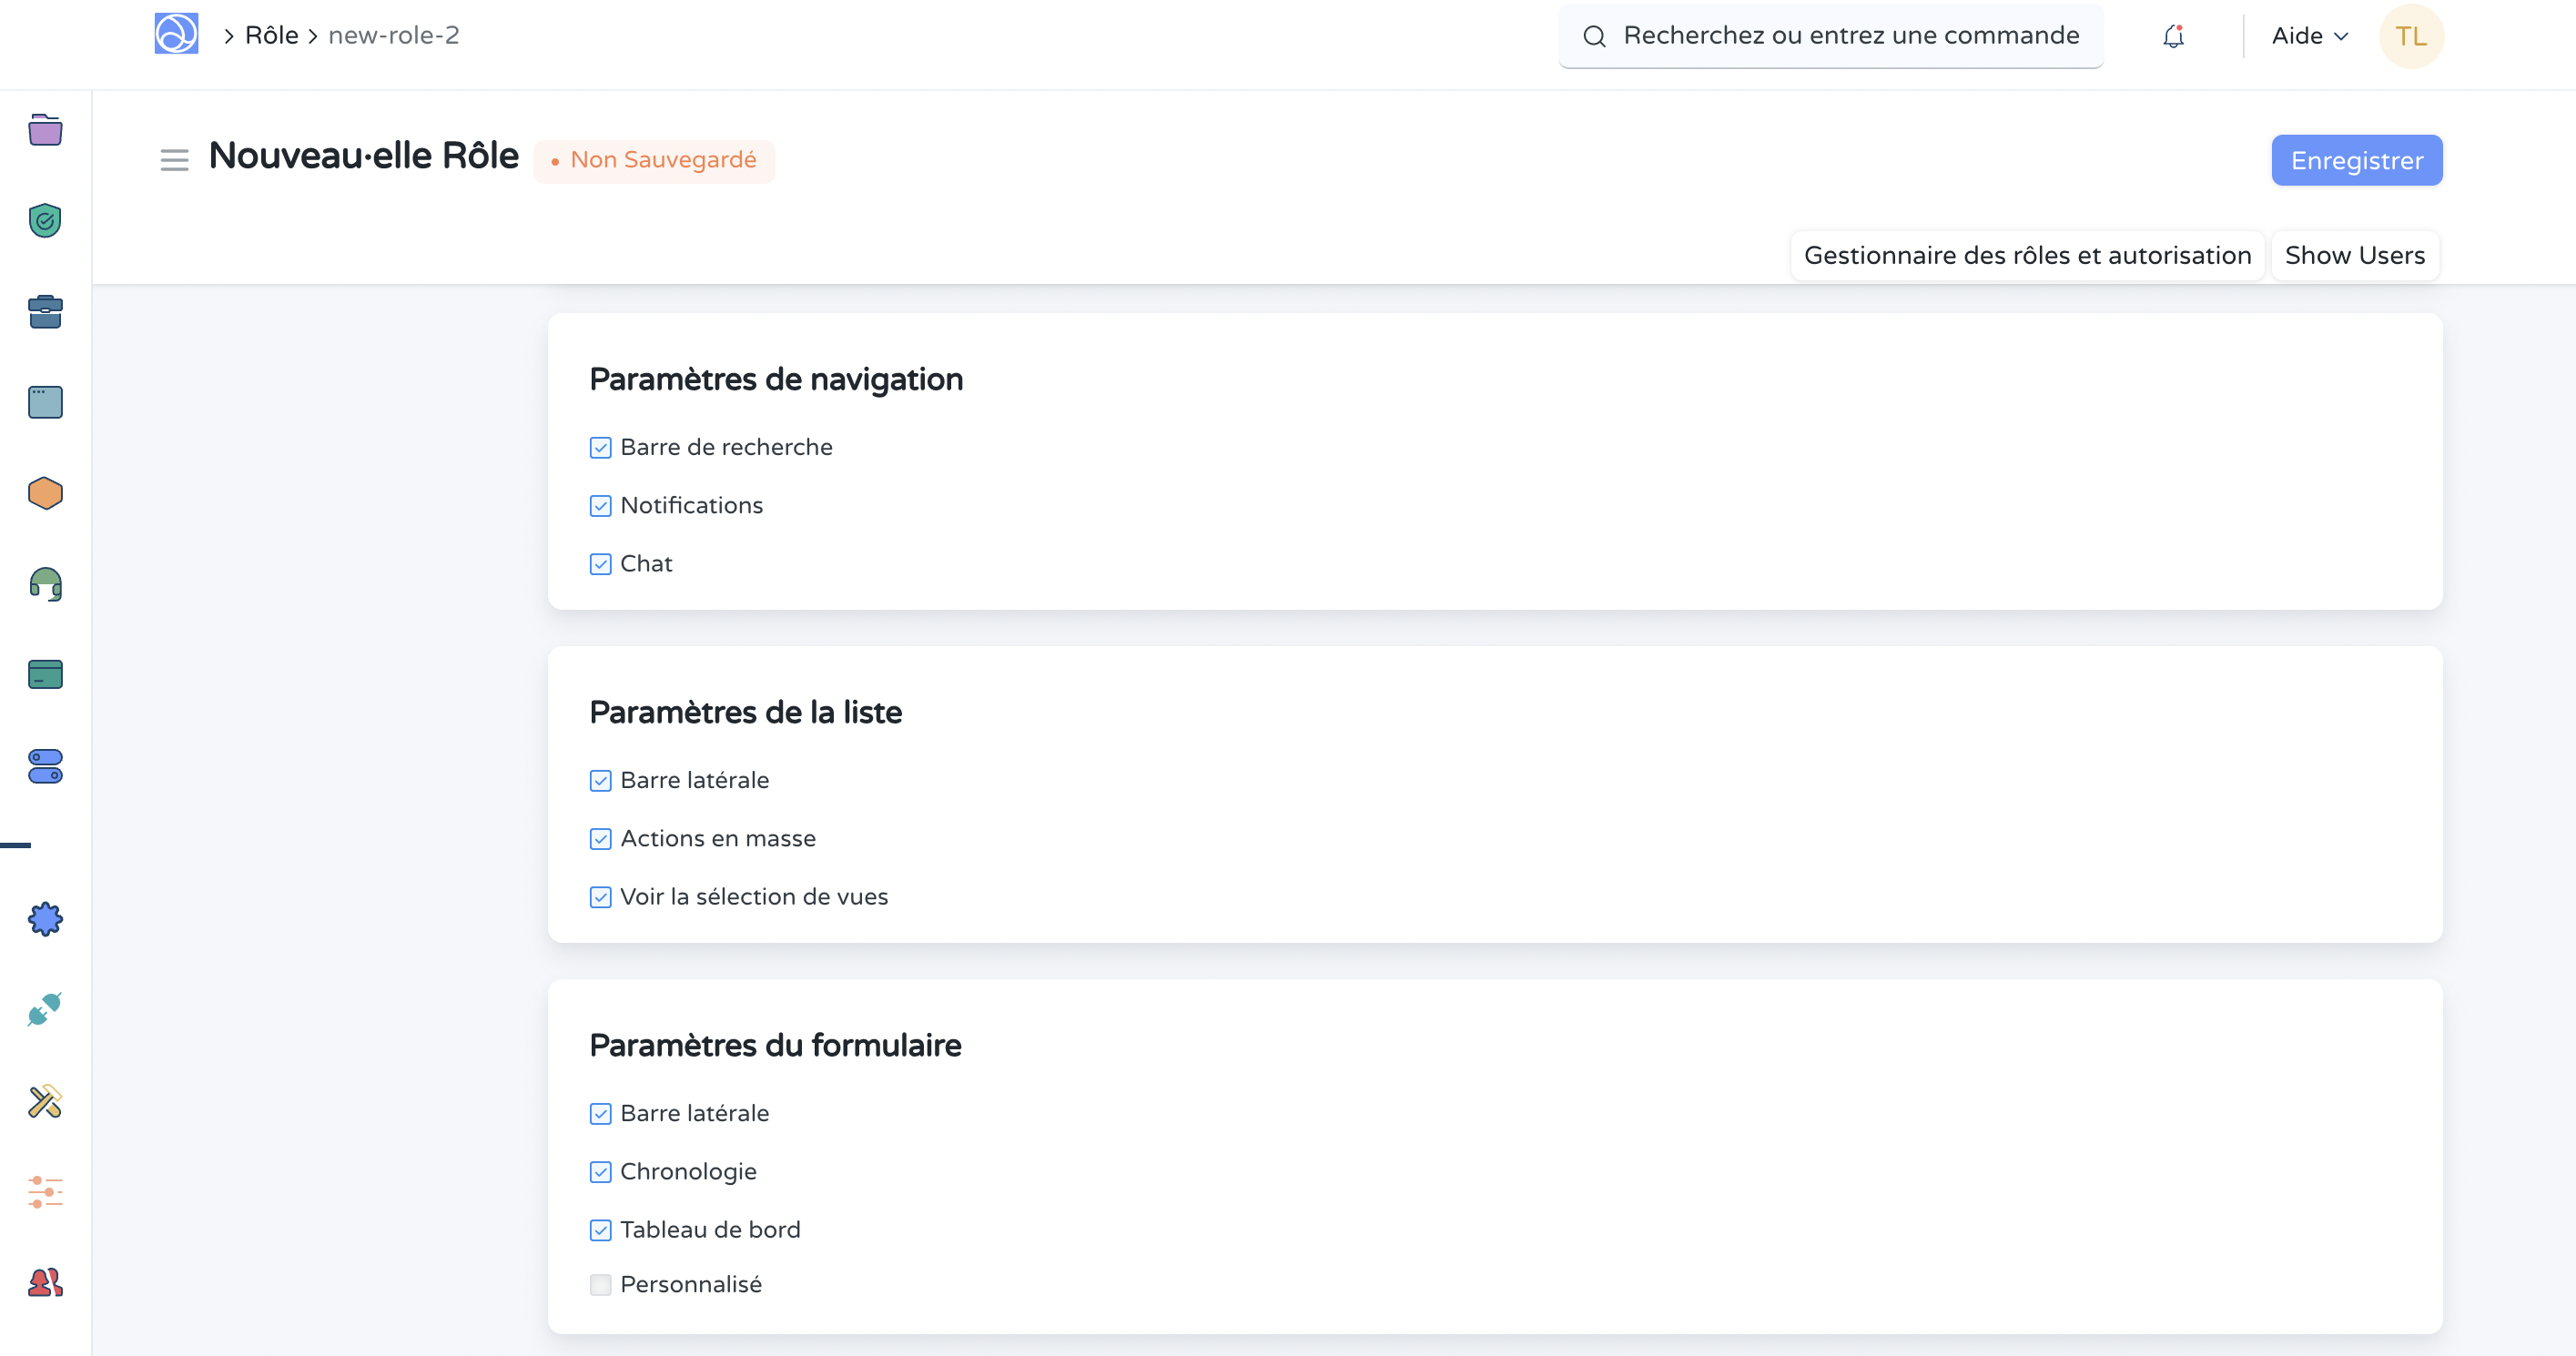 Rôle
new-role-2
Recherchez ou entrez une commande
Aide
TL
Nouveau·elle Rôle
Non Sauvegardé
Enregistrer
Gestionnaire des rôles et autorisation
Show Users
Paramètres de navigation
Barre de recherche
Notifications
Chat
Paramètres de la liste
Barre latérale
Actions en masse
Voir la sélection de vues
Paramètres du formulaire
Barre latérale
Chronologie
Tableau de bord
Personnalisé